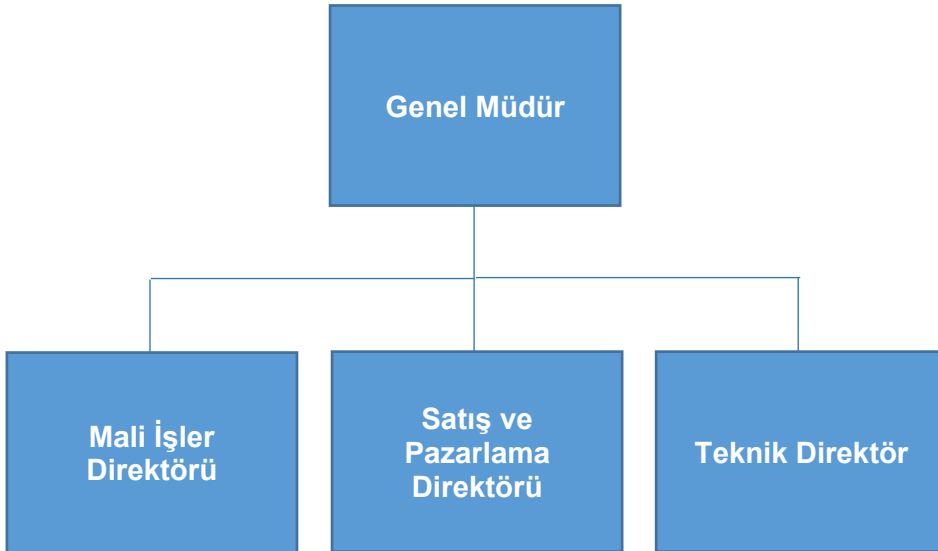 Genel Müdür
Mali İşler
Direktörü
Satış ve
Pazarlama
Direktörü
Teknik Direktör